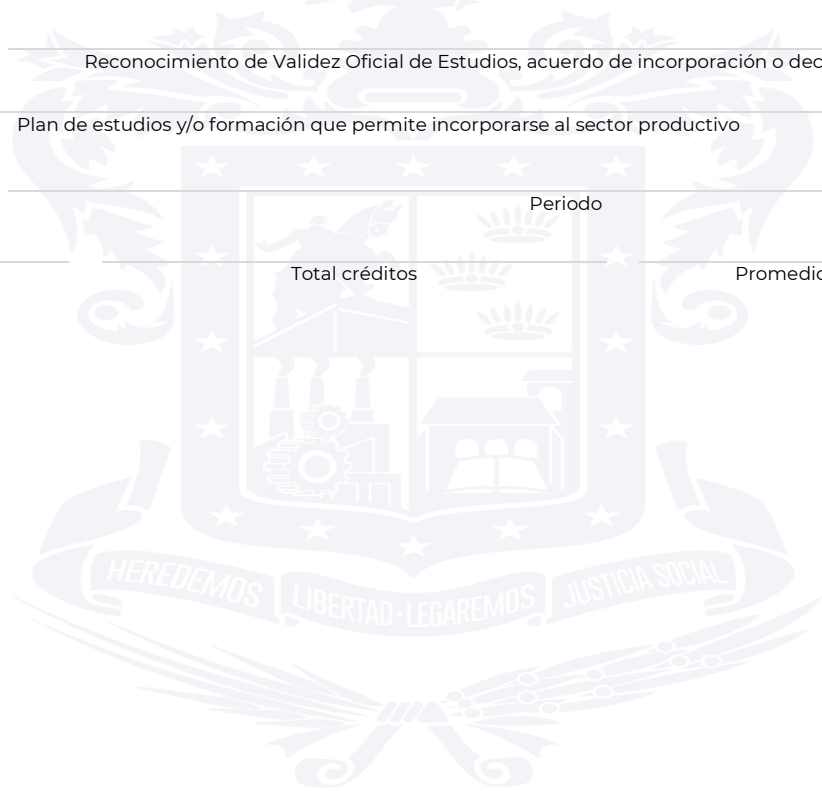 Reconocimiento de Validez Oficial de Estudios, acuerdo de incorporación o dec
Plan de estudios y/o formación que permite incorporarse al sector productivo
Periodo
Total créditos Promedio
HEREDEMOS LIBERTAD·LEGAREMOS JUSTICIA SOCIAL